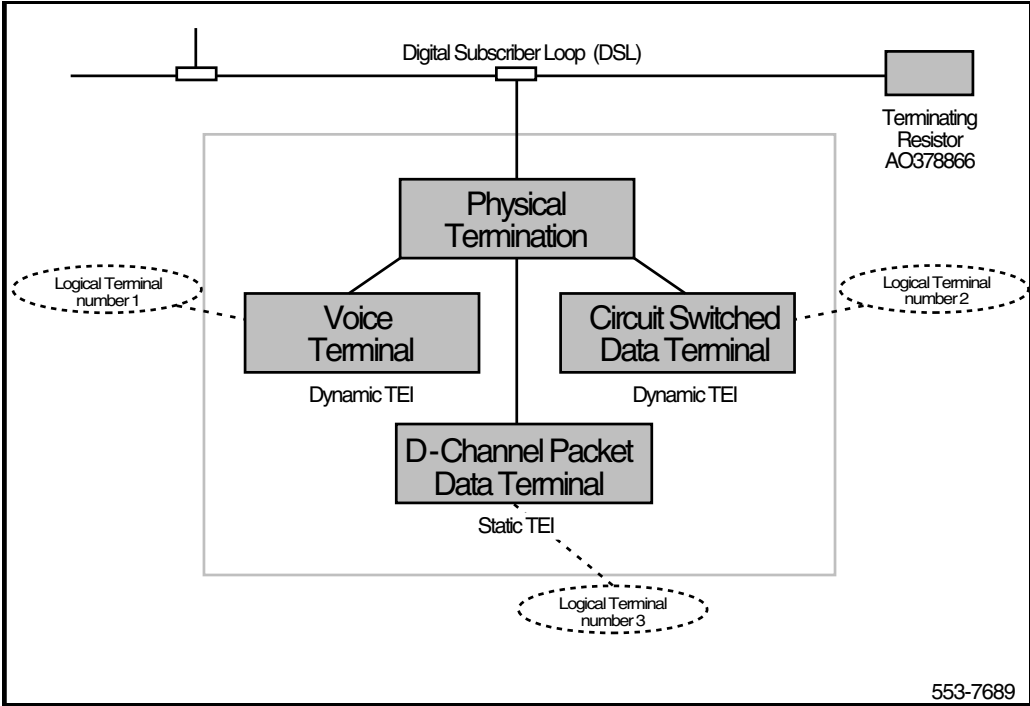 Digital Subscriber Loop (DSL)
Terminating
Resistor
AO378866
Physical
Termination
Logical Terminal
number 1
Logical Terminal
number 2
Voice
Terminal
Circuit Switched
Data Terminal
Dynamic TEI
Dynamic TEI
D-Channel Packet
Data Terminal
Static TEI
Logical Terminal
number 3
553-7689